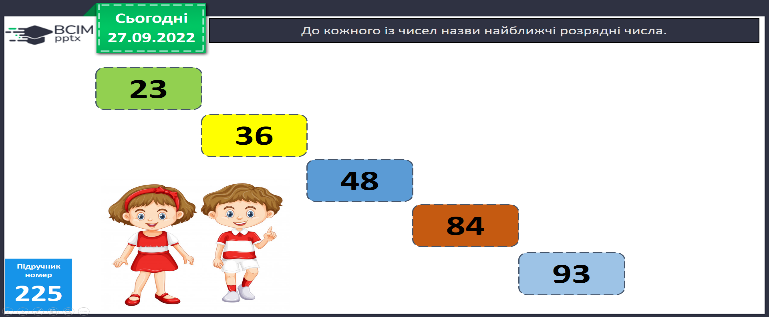 ВСІМ
pptx
Сьогодні
27.09.2022
До кожного із чисел назви найближчі розрядні числа.
23
36
48
84
93
Підручник
номер
225